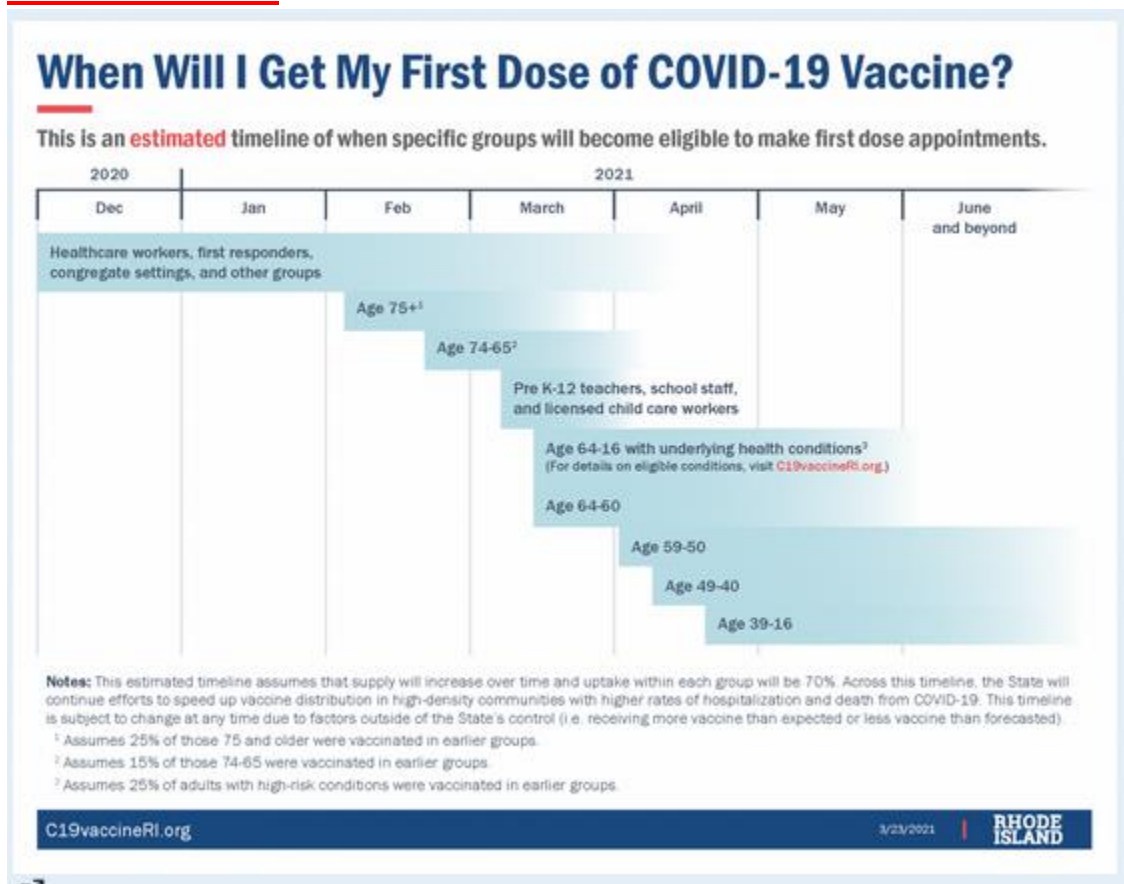 When Will I Get My First Dose of COVID-19 Vaccine?
This is an estimated timeline of when specific groups will become eligible to make first dose appointments.
2020 2021
Dec Jan Feb March April May June
and beyond
Healthcare workers, first responders,
congregate settings, and other groups
Age 75+¹
Age 74-65²
Pre K-12 teachers, school staff,
and licensed child care workers
Age 64-16 with underlying health conditions³
(For details on eligible conditions, visit C19vaccineRI.org.)
Age 64-60
Age 59-50
Age 49-40
Age 39-16
Notes: This estimated timeline assumes that supply will increase over time and uptake within each group will be 70%. Across this timeline, the State will
continue efforts to speed up vaccine distribution in high-density communities with higher rates of hospitalization and death from COVID-19. This timeline
is subject to change at any time due to factors outside of the State's control (i.e. receiving more vaccine than expected or less vaccine than forecasted).
¹ Assumes 25% of those 75 and older were vaccinated in earlier groups.
² Assumes 15% of those 74-65 were vaccinated in earlier groups.
³ Assumes 25% of adults with high-risk conditions were vaccinated in earlier groups.
C19vaccineRI.org 3/23/2021 | RHODE
ISLAND